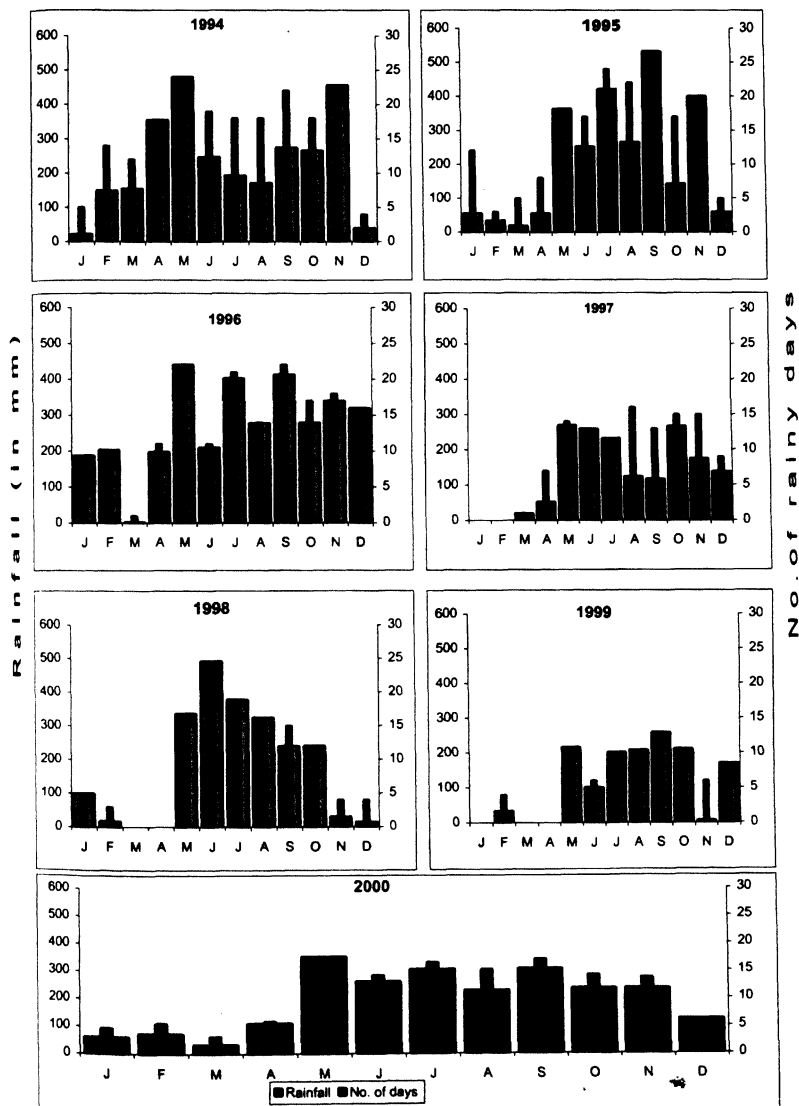 1994
600 500 400 300 200 100 0
30 25 20 15 10 5 0
J F M A M J J A S O N D
1995
600 500 400 300 200 100 0
30 25 20 15 10 5 0
J F M A M J J A S O N D
1996
600 500 400 300 200 100 0
30 25 20 15 10 5 0
J F M A M J J A S O N D
1997
600 500 400 300 200 100 0
30 25 20 15 10 5 0
J F M A M J J A S O N D
Rainfall (in mm)
No. of rainy days
1998
600 500 400 300 200 100 0
30 25 20 15 10 5 0
J F M A M J J A S O N D
1999
600 500 400 300 200 100 0
30 25 20 15 10 5 0
J F M A M J J A S O N D
2000
600 500 400 300 200 100 0
30 25 20 15 10 5 0
J F M A M J J A S O N D
Rainfall No. of days